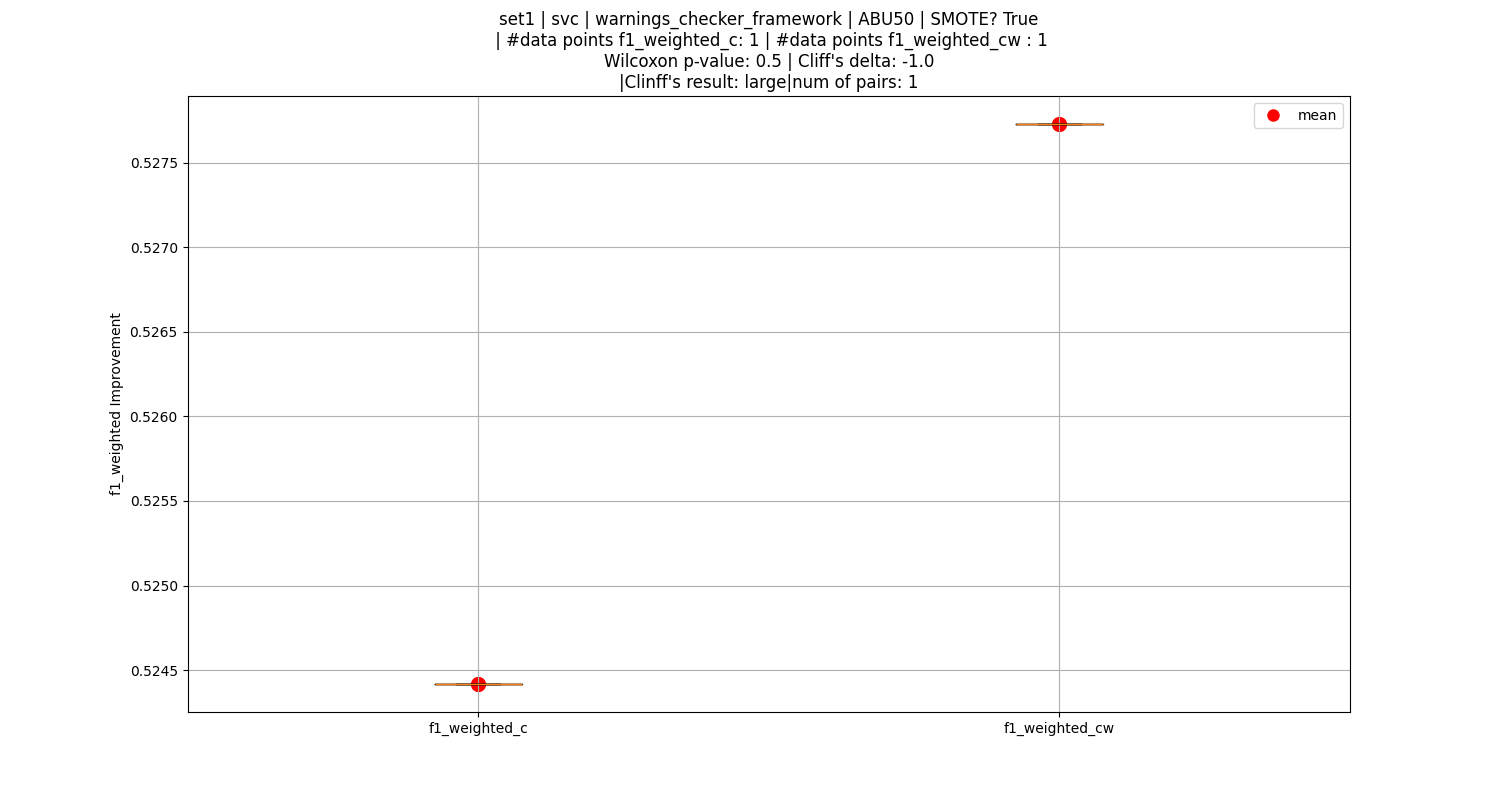 set1 | svc | warnings_checker_framework | ABU50 | SMOTE? True
| #data points f1_weighted_c: 1 | #data points f1_weighted_cw : 1
Wilcoxon p-value: 0.5 | Cliff's delta: -1.0
|Clinff's result: large|num of pairs: 1
mean
0.5275
0.5270
0.5265
0.5260
0.5255
0.5250
0.5245
f1_weighted Improvement
f1_weighted_c
f1_weighted_cw